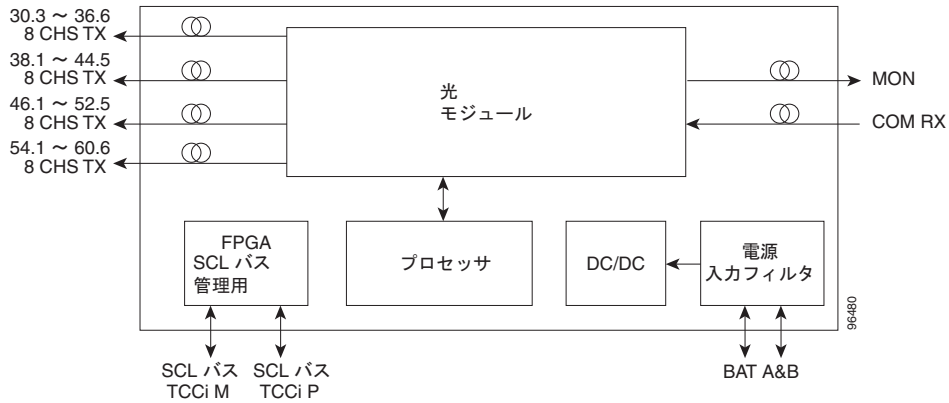 30.3 ～ 36.6
8 CHS TX
38.1 ～ 44.5
8 CHS TX
46.1 ～ 52.5
8 CHS TX
54.1 ～ 60.6
8 CHS TX
光
モジュール
MON
COM RX
FPGA
SCL バス
管理用
プロセッサ
DC/DC
電源
入力フィルタ
96480
SCL バス
TCCi M
SCL バス
TCCi P
BAT A&B